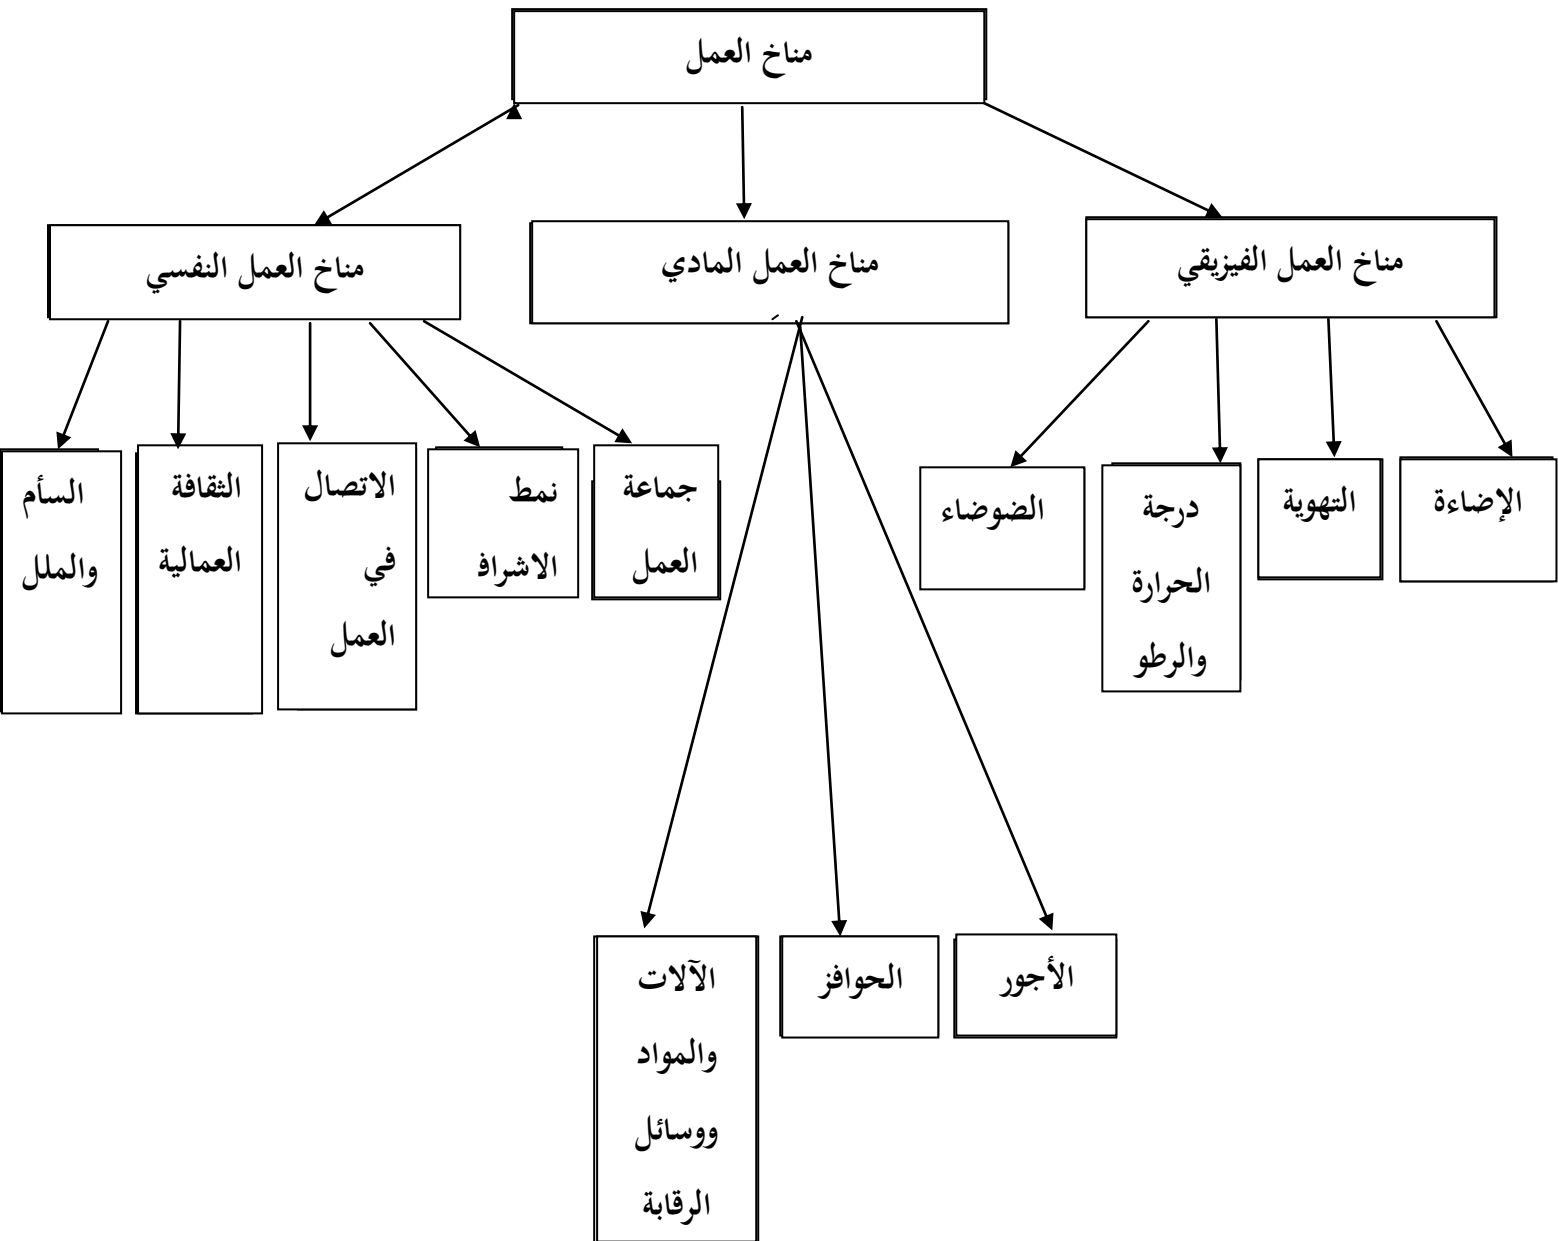 مناخ العمل
مناخ العمل الفيزيقي
مناخ العمل المادي
مناخ العمل النفسي
الإضاءة
التهوية
درجة
الحرارة
والرطو
الضوضاء
جماعة
العمل
نمط
الاشراف
الاتصال
في
العمل
الثقافة
العمالية
السأم
والملل
الأجور
الحوافز
الآلات
والمواد
ووسائل
الرقابة